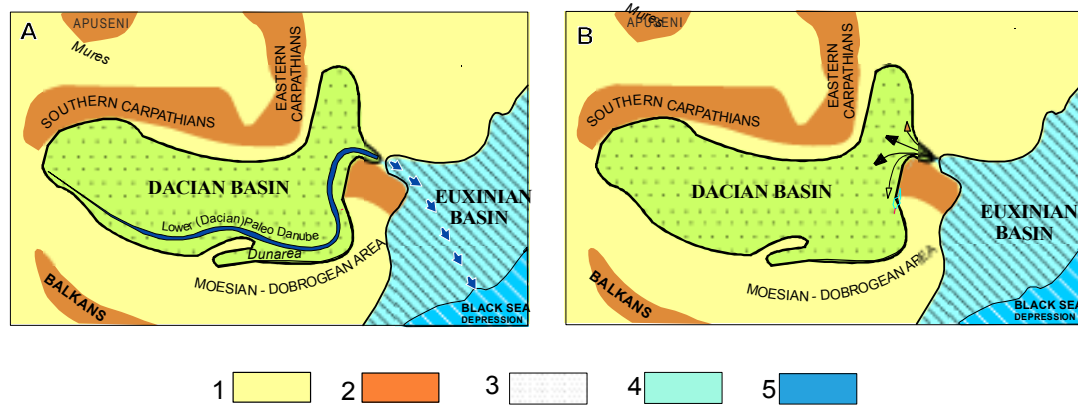 A
APUSENI
Mures
EASTERN
CARPATHIANS
SOUTHERN CARPATHIANS
DACIAN BASIN
Lower (Dacian)Paleo Danube
Dunarea
MOESIAN - DOBROGEAN AREA
BALKANS
EUXINIAN
BASIN
BLACK SEA
DEPRESSION
B
APUSENI
Mures
EASTERN
CARPATHIANS
SOUTHERN CARPATHIANS
DACIAN BASIN
MOESIAN - DOBROGEAN AREA
BALKANS
EUXINIAN
BASIN
BLACK SEA
DEPRESSION
1
2
3
4
5